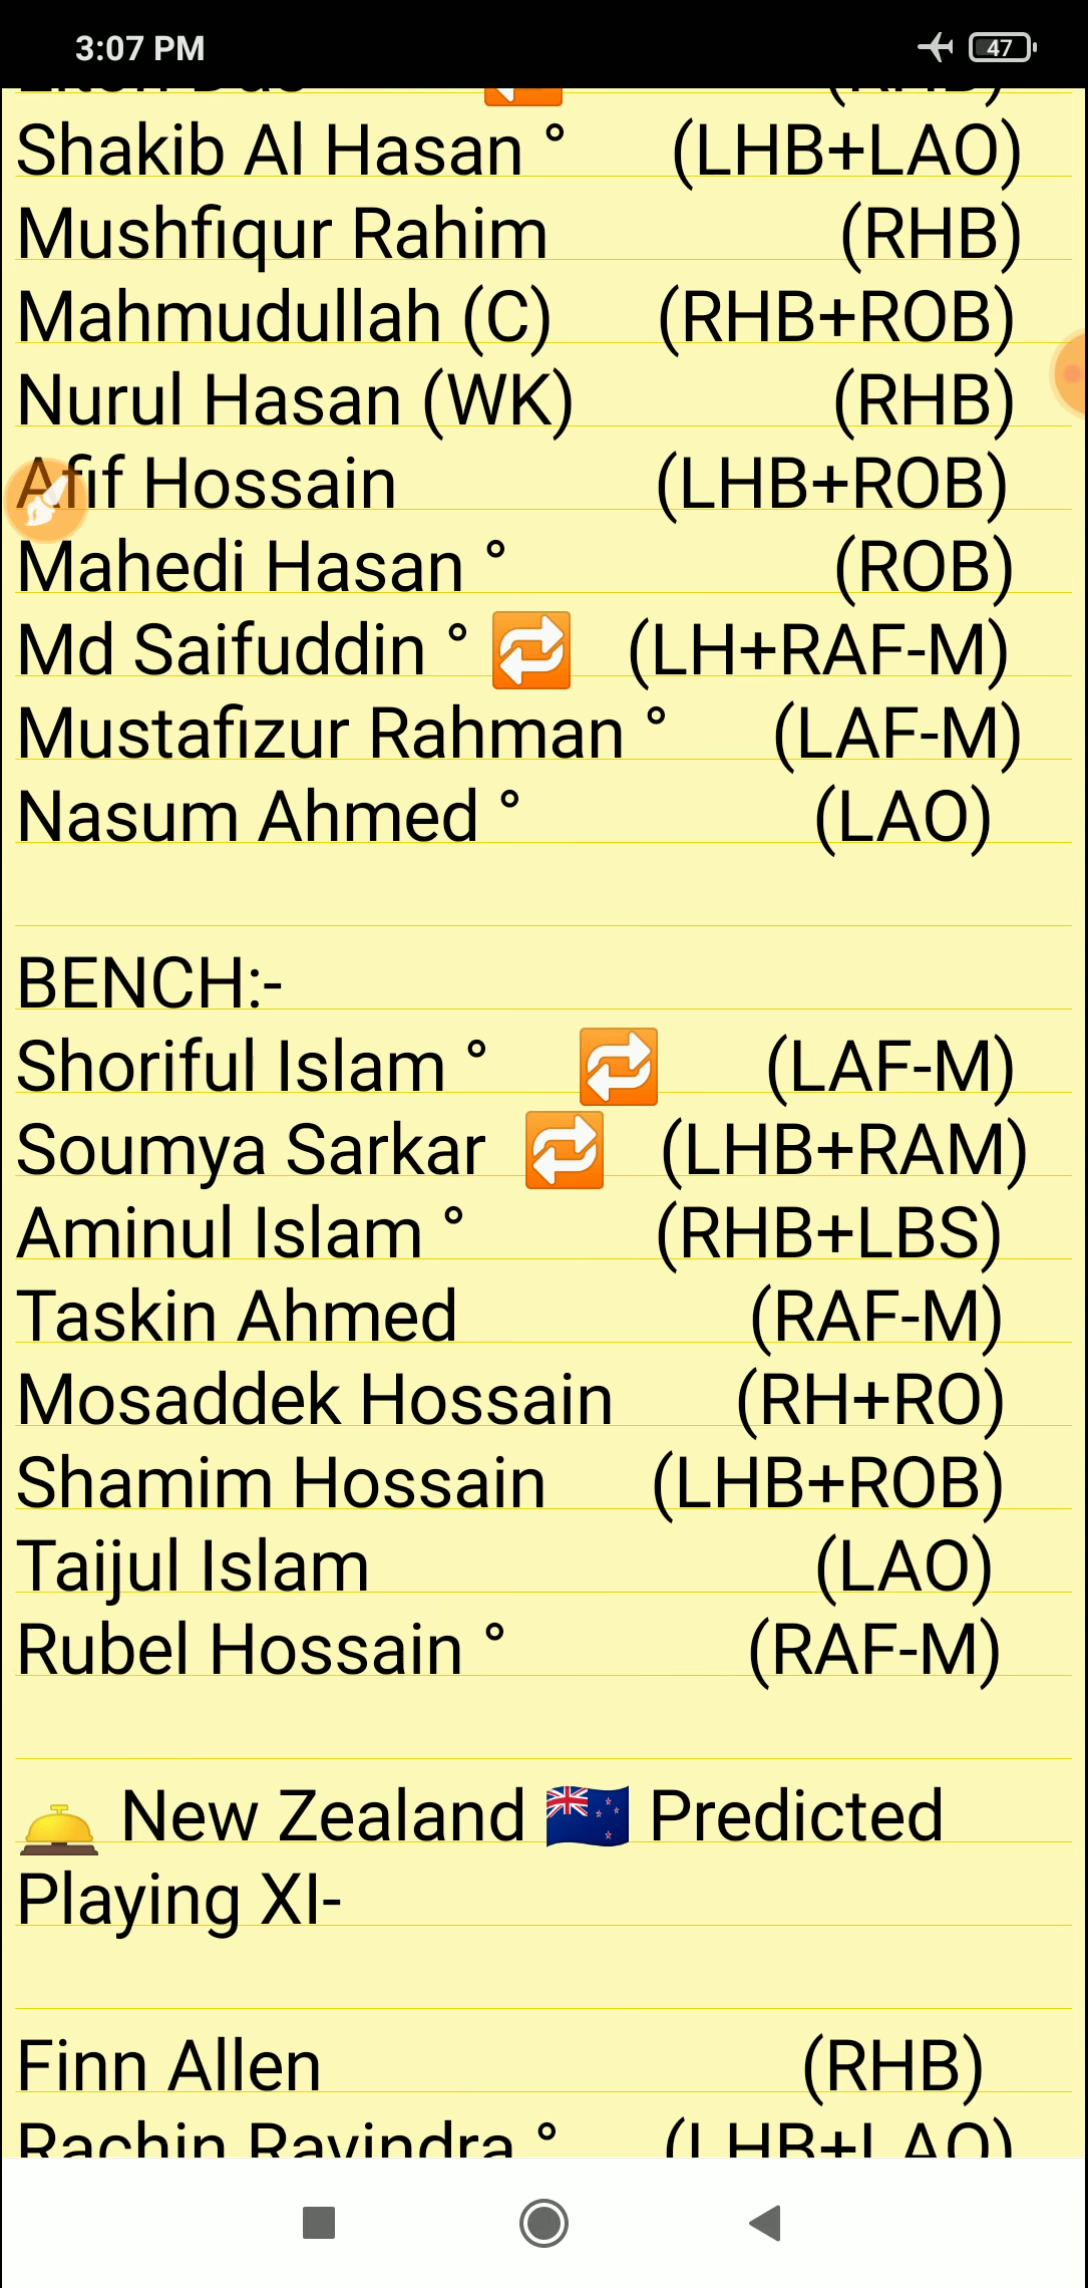 3:07 PM 47
Shakib Al Hasan ° (LHB+LAO)
Mushfiqur Rahim (RHB)
Mahmudullah (C) (RHB+ROB)
Nurul Hasan (WK) (RHB)
Afif Hossain (LHB+ROB)
Mahedi Hasan ° (ROB)
Md Saifuddin ° 🔁 (LH+RAF-M)
Mustafizur Rahman ° (LAF-M)
Nasum Ahmed ° (LAO)
BENCH:-
Shoriful Islam ° 🔁 (LAF-M)
Soumya Sarkar 🔁 (LHB+RAM)
Aminul Islam ° (RHB+LBS)
Taskin Ahmed (RAF-M)
Mosaddek Hossain (RH+RO)
Shamim Hossain (LHB+ROB)
Taijul Islam (LAO)
Rubel Hossain ° (RAF-M)
🛎 New Zealand 🇳🇿 Predicted
Playing XI-
Finn Allen (RHB)
Rachin Ravindra ° (LHB+LAO)